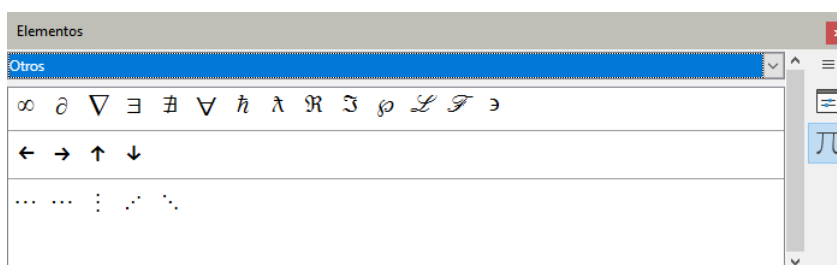 Elementos
Otros
∞ ∂ ∇ ∃ ∄ ∀ ℏ ƛ ℜ ℑ ℘ ℒ ℱ ϶
← → ↑ ↓
… ⋯ ⋮ ⋰ ⋱